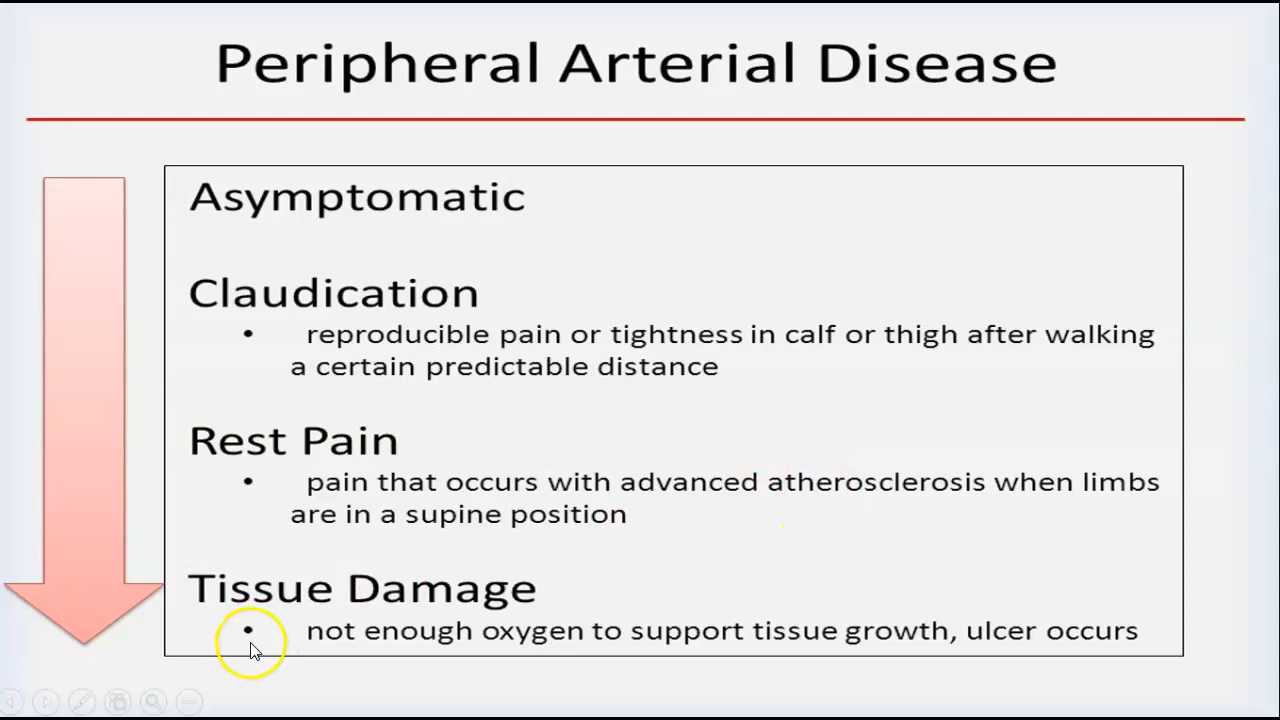 Peripheral Arterial Disease
Asymptomatic
Claudication
• reproducible pain or tightness in calf or thigh after walking
a certain predictable distance
Rest Pain
• pain that occurs with advanced atherosclerosis when limbs
are in a supine position
Tissue Damage
• not enough oxygen to support tissue growth, ulcer occurs